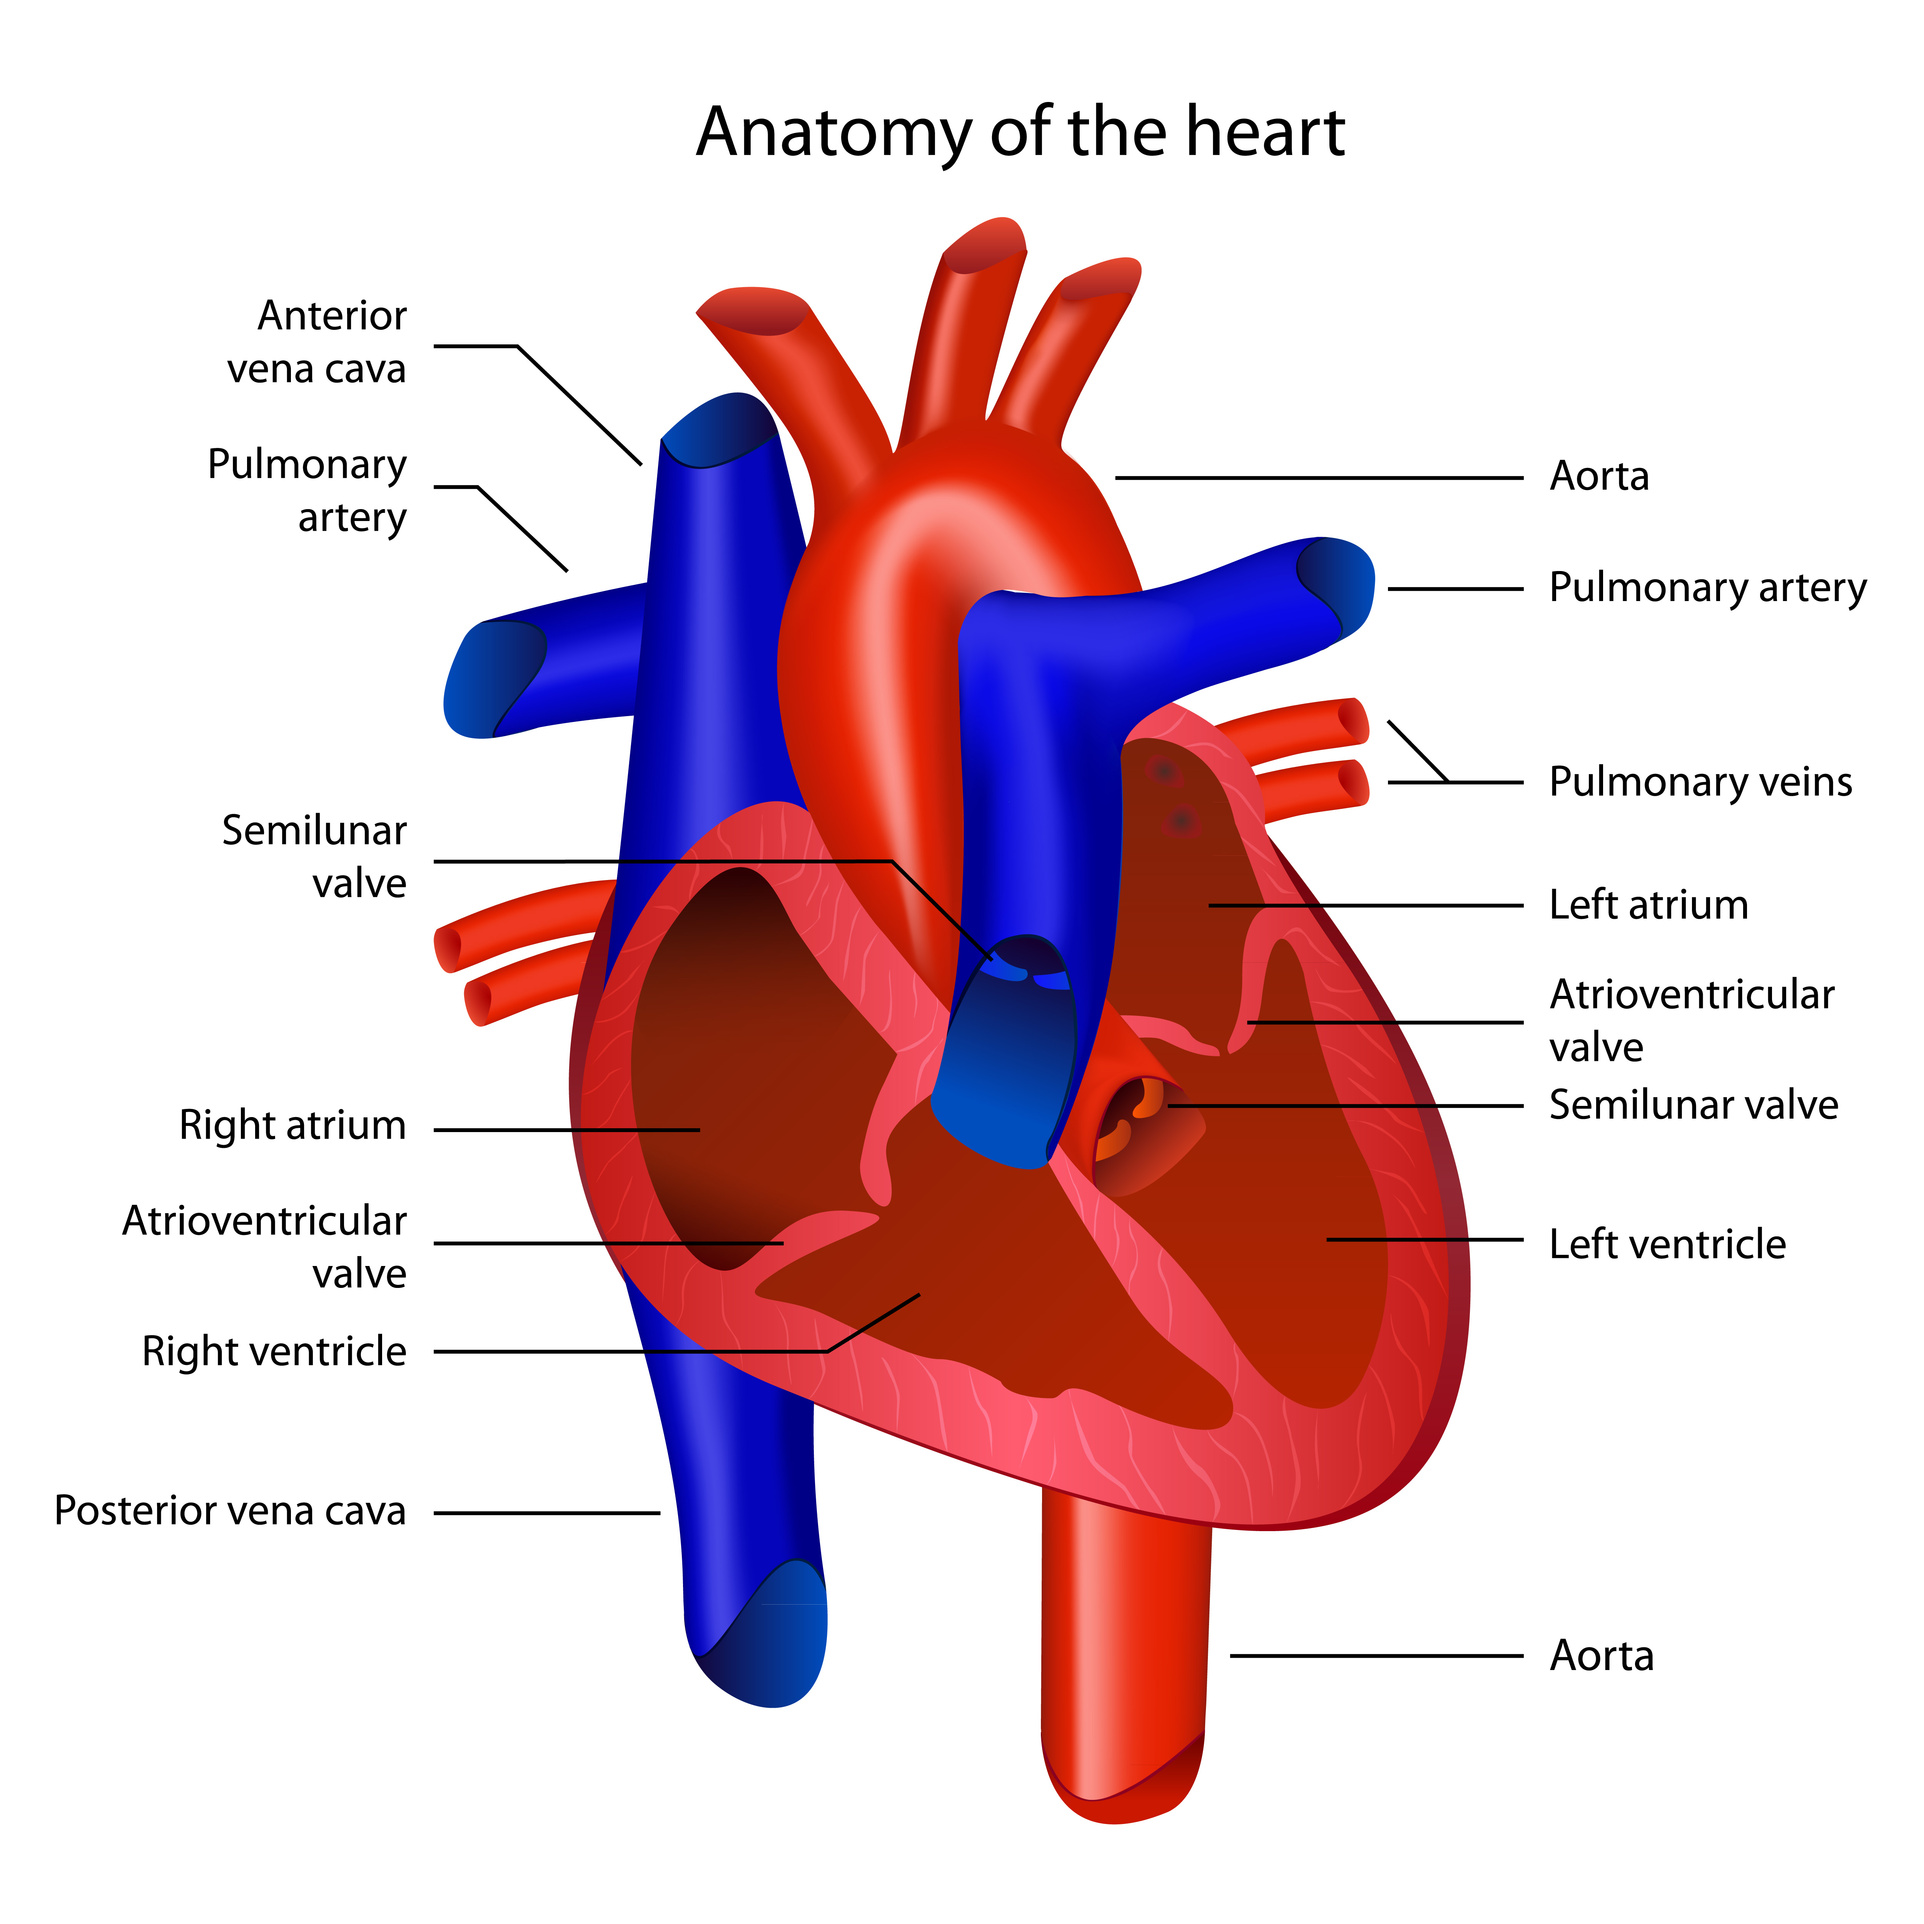 Anatomy of the heart
Anterior
vena cava
Pulmonary
artery
Semilunar
valve
Right atrium
Atrioventricular
valve
Right ventricle
Posterior vena cava
Aorta
Pulmonary artery
Pulmonary veins
Left atrium
Atrioventricular
valve
Semilunar valve
Left ventricle
Aorta